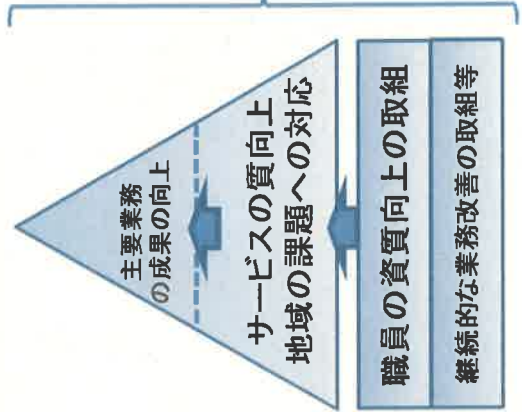 主要業務
の成果の向上
サービスの質向上
地域の課題への対応
職員の資質向上の取組
継続的な業務改善の取組等